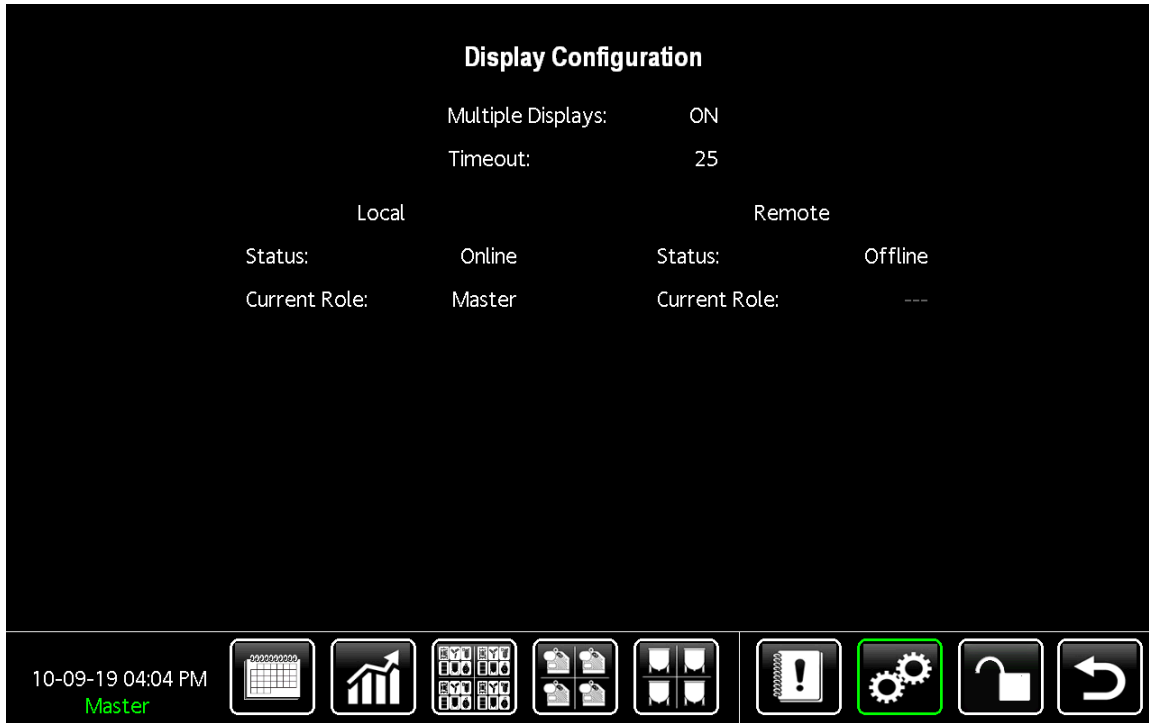 Display Configuration
Multiple Displays: ON
Timeout: 25
Local Remote
Status: Online Status: Offline
Current Role: Master Current Role: ---
10-09-19 04:04 PM
Master